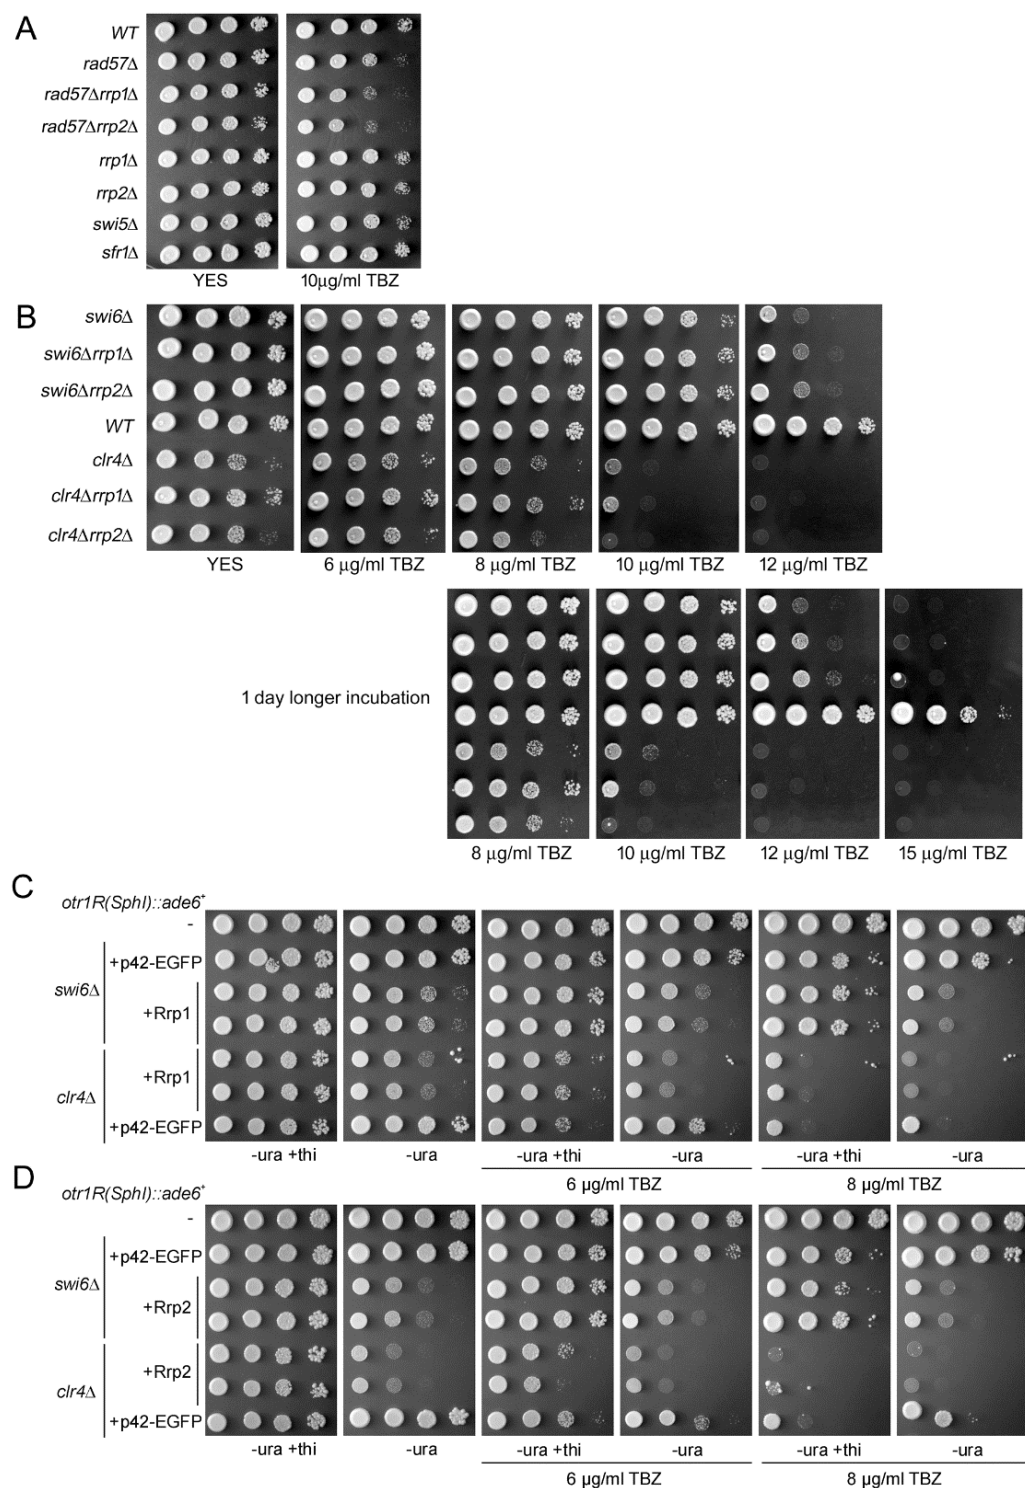 A
WT
rad57Δ
rad57Δrrp1Δ
rad57Δrrp2Δ
rrp1Δ
rrp2Δ
swi5Δ
sfr1Δ
YES 10μg/ml TBZ
B
swi6Δ
swi6Δrrp1Δ
swi6Δrrp2Δ
WT
clr4Δ
clr4Δrrp1Δ
clr4Δrrp2Δ
YES 6 μg/ml TBZ 8 μg/ml TBZ 10 μg/ml TBZ 12 μg/ml TBZ
1 day longer incubation
8 μg/ml TBZ 10 μg/ml TBZ 12 μg/ml TBZ 15 μg/ml TBZ
C
otr1R(SphI)::ade6+
-
+p42-EGFP
swi6Δ
+Rrp1
+Rrp1
clr4Δ
+p42-EGFP
-ura +thi -ura -ura +thi -ura -ura +thi -ura
6 μg/ml TBZ 8 μg/ml TBZ
D
otr1R(SphI)::ade6+
-
+p42-EGFP
swi6Δ
+Rrp2
+Rrp2
clr4Δ
+p42-EGFP
-ura +thi -ura -ura +thi -ura -ura +thi -ura
6 μg/ml TBZ 8 μg/ml TBZ